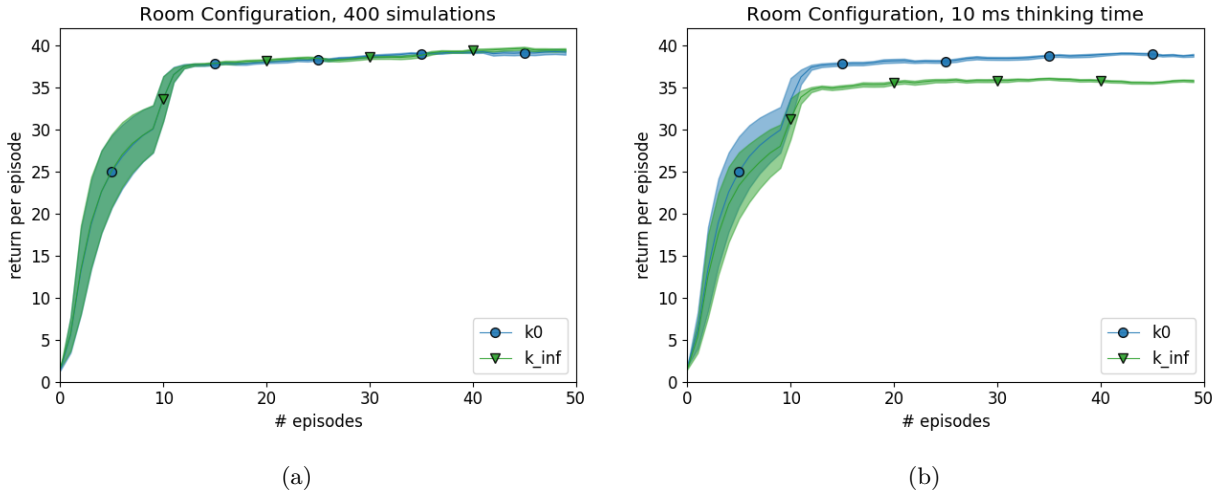 Room Configuration, 400 simulations
return per episode
40
35
30
25
20
15
10
5
0
0 10 20 30 40 50
# episodes
k0
k_inf
(a)
Room Configuration, 10 ms thinking time
return per episode
40
35
30
25
20
15
10
5
0
0 10 20 30 40 50
# episodes
k0
k_inf
(b)